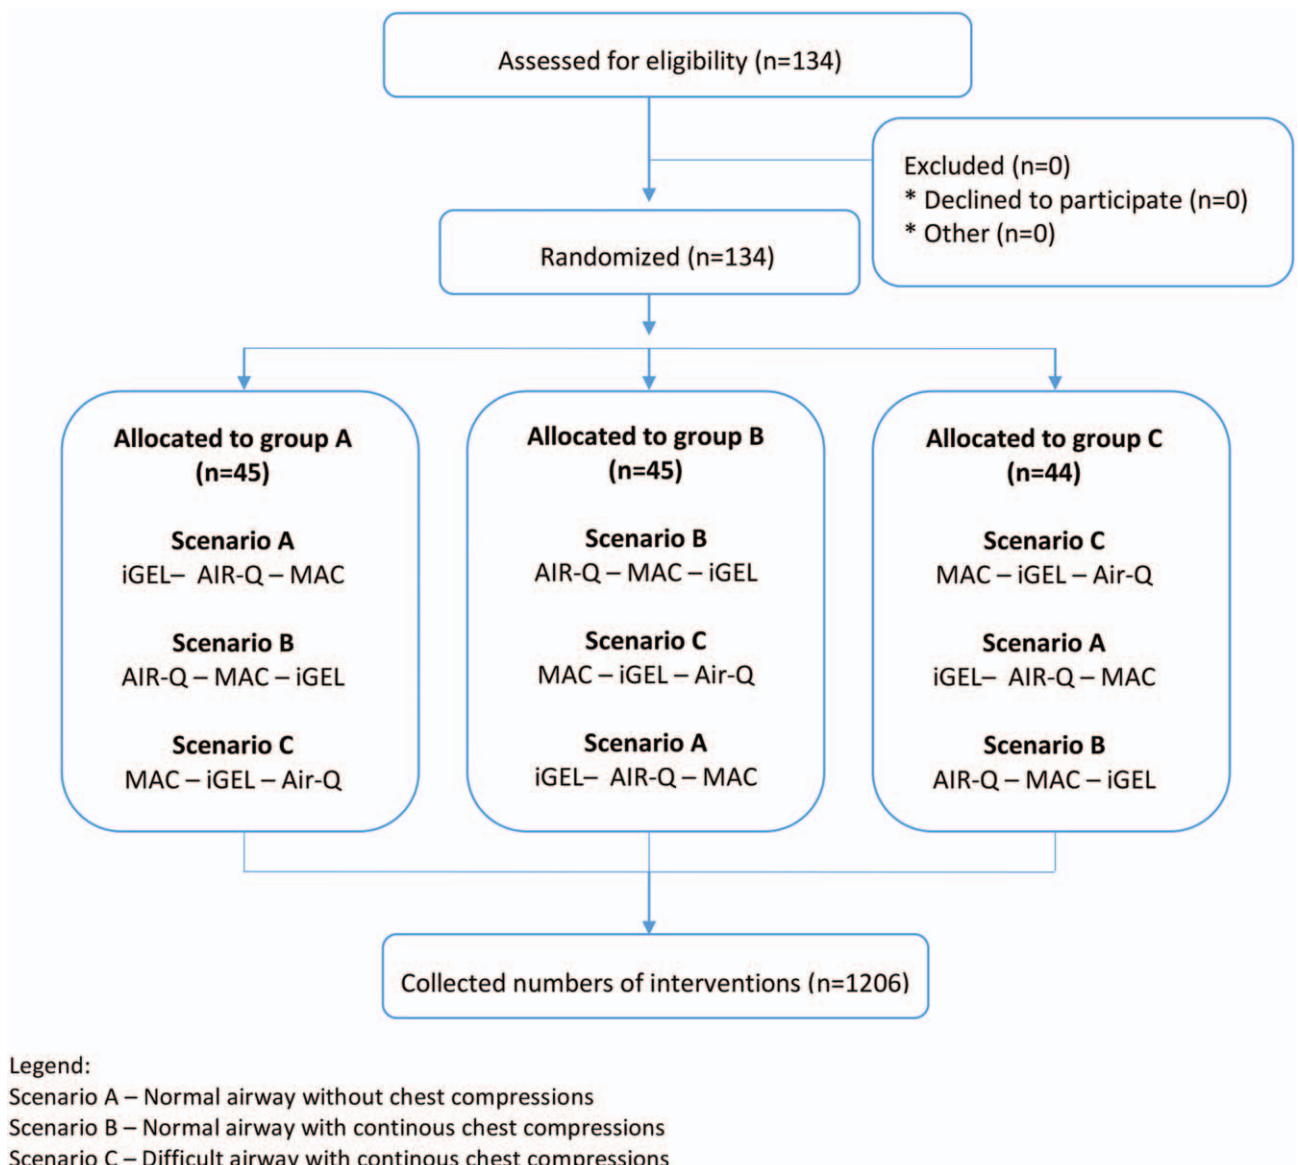 Assessed for eligibility (n=134)
Excluded (n=0)
* Declined to participate (n=0)
* Other (n=0)
Randomized (n=134)
Allocated to group A
(n=45)
Scenario A
iGEL– AIR-Q – MAC
Scenario B
AIR-Q – MAC – iGEL
Scenario C
MAC – iGEL – Air-Q
Allocated to group B
(n=45)
Scenario B
AIR-Q – MAC – iGEL
Scenario C
MAC – iGEL – Air-Q
Scenario A
iGEL– AIR-Q – MAC
Allocated to group C
(n=44)
Scenario C
MAC – iGEL – Air-Q
Scenario A
iGEL– AIR-Q – MAC
Scenario B
AIR-Q – MAC – iGEL
Collected numbers of interventions (n=1206)
Legend:
Scenario A – Normal airway without chest compressions
Scenario B – Normal airway with continous chest compressions
Scenario C – Difficult airway with continous chest compressions